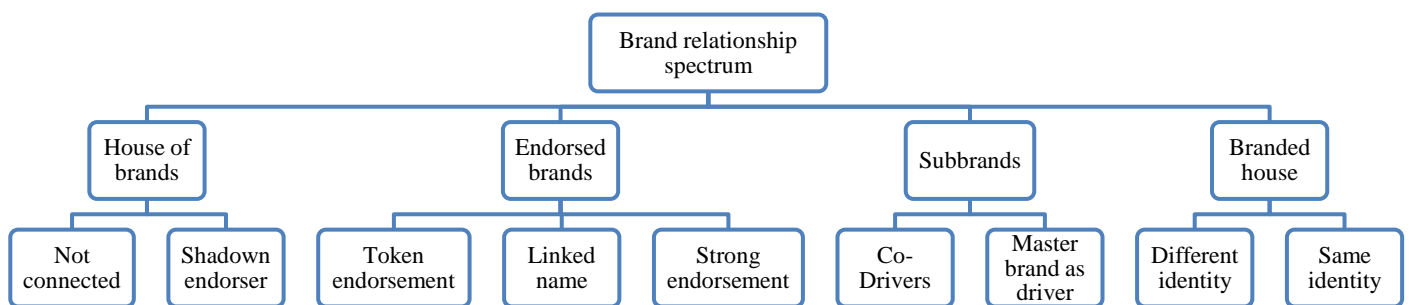 Brand relationship
spectrum
House of
brands
Endorsed
brands
Subbrands
Branded
house
Not
connected
Shadown
endorser
Token
endorsement
Linked
name
Strong
endorsement
Co-
Drivers
Master
brand as
driver
Different
identity
Same
identity